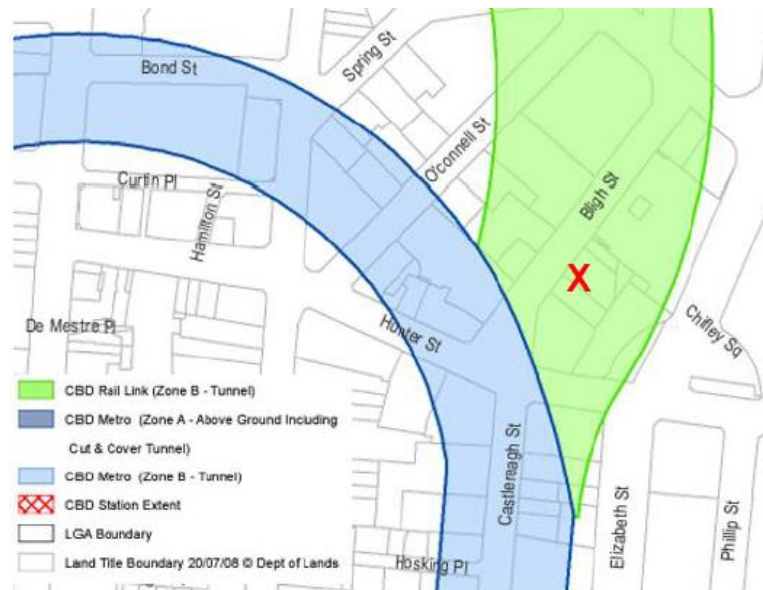 Spring St
Bond St
O'connell St
Bligh St
Curtin Pl
Hamilton St
X
De Mestre Pl
Hunter St
Chifley Sq
CBD Rail Link (Zone B - Tunnel)
CBD Metro (Zone A - Above Ground Including
Cut & Cover Tunnel)
CBD Metro (Zone B - Tunnel)
CBD Station Extent
LGA Boundary
Land Title Boundary 20/07/08 © Dept of Lands
Castlereagh St
Elizabeth St
Phillip St
Hosking Pl